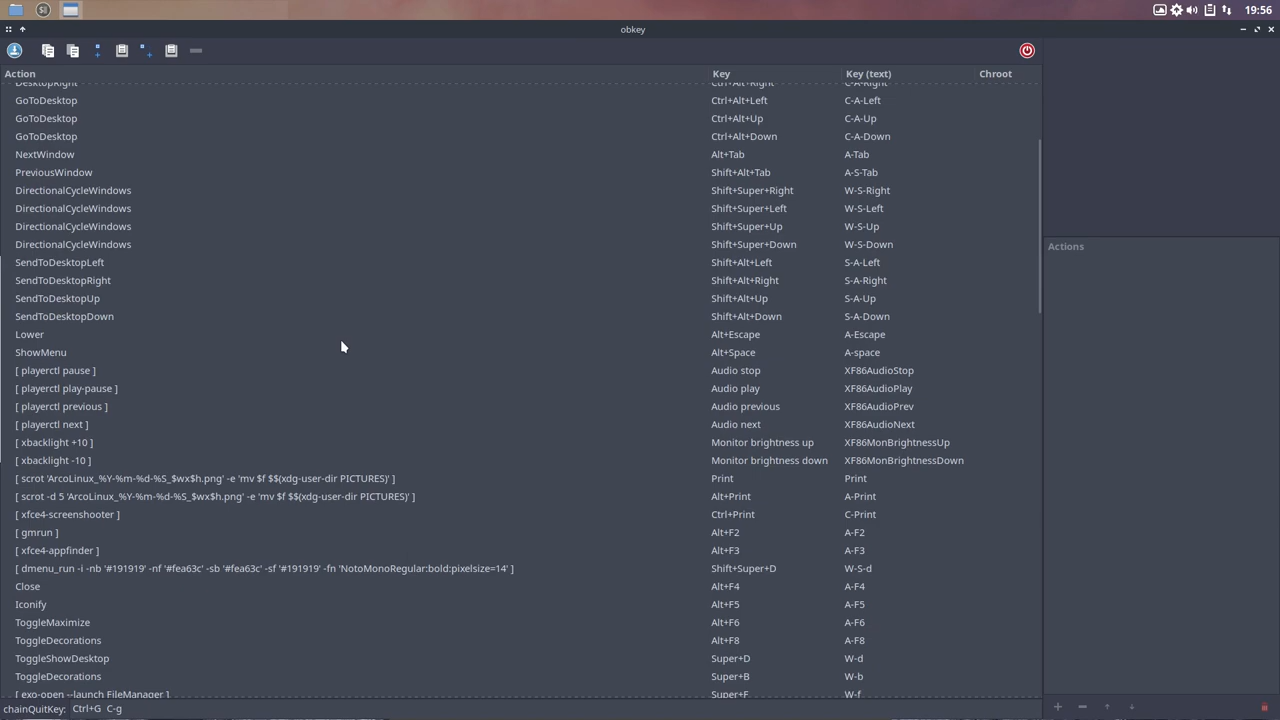 19:56
obkey
Action Key Key (text) Chroot
DesktopRight Ctrl+Alt+Right C-A-Right
GoToDesktop Ctrl+Alt+Left C-A-Left
GoToDesktop Ctrl+Alt+Up C-A-Up
GoToDesktop Ctrl+Alt+Down C-A-Down
NextWindow Alt+Tab A-Tab
PreviousWindow Shift+Alt+Tab A-S-Tab
DirectionalCycleWindows Shift+Super+Right W-S-Right
DirectionalCycleWindows Shift+Super+Left W-S-Left
DirectionalCycleWindows Shift+Super+Up W-S-Up
DirectionalCycleWindows Shift+Super+Down W-S-Down
Actions
SendToDesktopLeft Shift+Alt+Left S-A-Left
SendToDesktopRight Shift+Alt+Right S-A-Right
SendToDesktopUp Shift+Alt+Up S-A-Up
SendToDesktopDown Shift+Alt+Down S-A-Down
Lower Alt+Escape A-Escape
ShowMenu Alt+Space A-space
[ playerctl pause ] Audio stop XF86AudioStop
[ playerctl play-pause ] Audio play XF86AudioPlay
[ playerctl previous ] Audio previous XF86AudioPrev
[ playerctl next ] Audio next XF86AudioNext
[ xbacklight +10 ] Monitor brightness up XF86MonBrightnessUp
[ xbacklight -10 ] Monitor brightness down XF86MonBrightnessDown
[ scrot 'ArcoLinux_%Y-%m-%d-%S_$wx$h.png' -e 'mv $f $$(xdg-user-dir PICTURES)' ] Print Print
[ scrot -d 5 'ArcoLinux_%Y-%m-%d-%S_$wx$h.png' -e 'mv $f $$(xdg-user-dir PICTURES)' ] Alt+Print A-Print
[ xfce4-screenshooter ] Ctrl+Print C-Print
[ gmrun ] Alt+F2 A-F2
[ xfce4-appfinder ] Alt+F3 A-F3
[ dmenu_run -i -nb '#191919' -nf '#fea63c' -sb '#fea63c' -sf '#191919' -fn 'NotoMonoRegular:bold:pixelsize=14' ] Shift+Super+D W-S-d
Close Alt+F4 A-F4
Iconify Alt+F5 A-F5
ToggleMaximize Alt+F6 A-F6
ToggleDecorations Alt+F8 A-F8
ToggleShowDesktop Super+D W-d
ToggleDecorations Super+B W-b
[ exo-open --launch FileManager ] Super+F W-f
chainQuitKey: Ctrl+G C-g